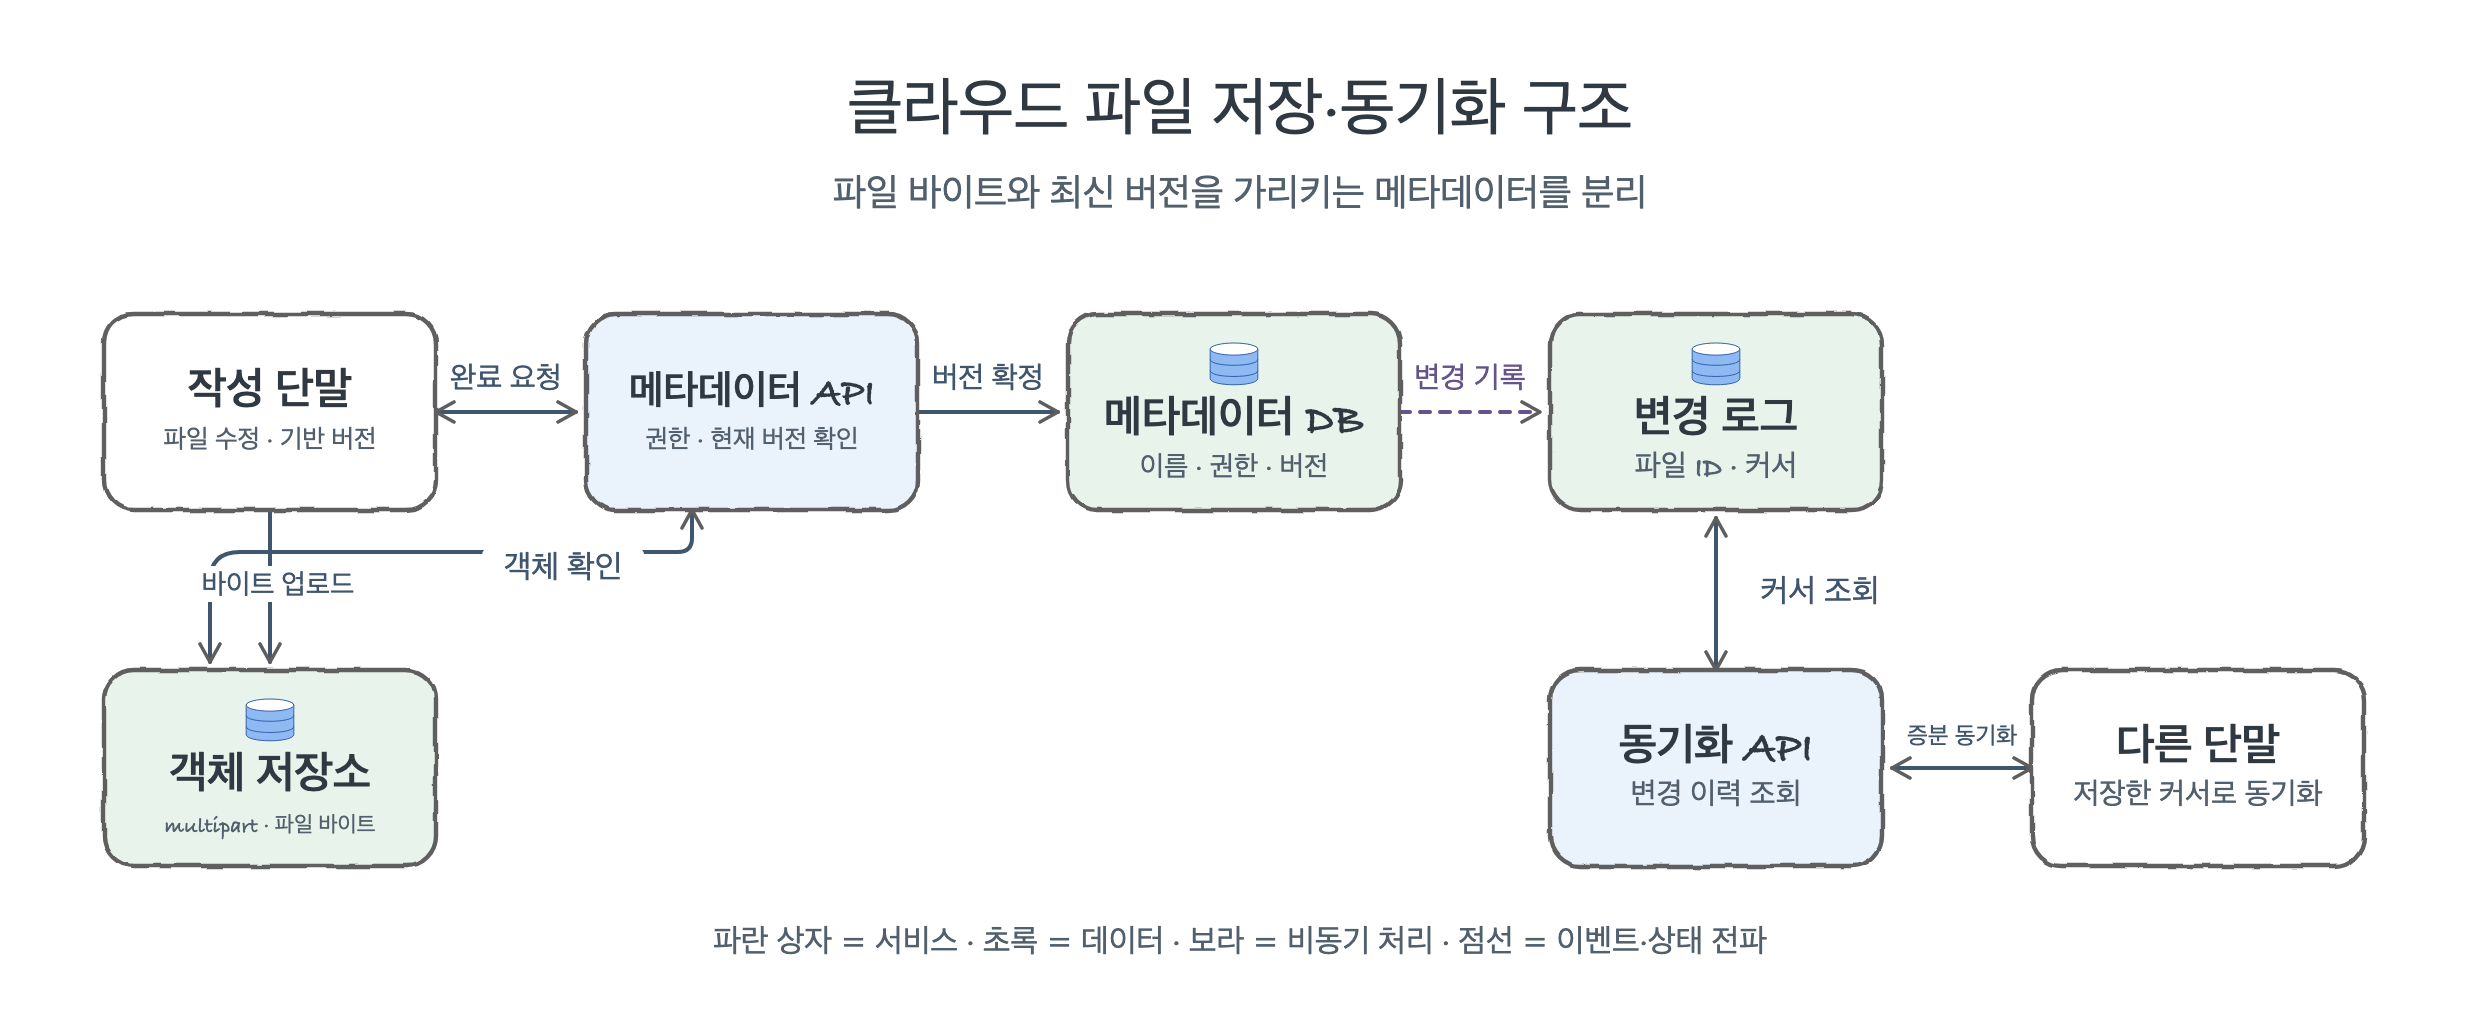 클라우드 파일 저장·동기화 구조
파일 바이트와 최신 버전을 가리키는 메타데이터를 분리
작성 단말
파일 수정 · 기반 버전
완료 요청
메타데이터 API
권한 · 현재 버전 확인
버전 확정
메타데이터 DB
이름 · 권한 · 버전
변경 기록
변경 로그
파일 ID · 커서
객체 확인
바이트 업로드
커서 조회
객체 저장소
multipart · 파일 바이트
동기화 API
변경 이력 조회
증분 동기화
다른 단말
저장한 커서로 동기화
파란 상자 = 서비스 · 초록 = 데이터 · 보라 = 비동기 처리 · 점선 = 이벤트·상태 전파